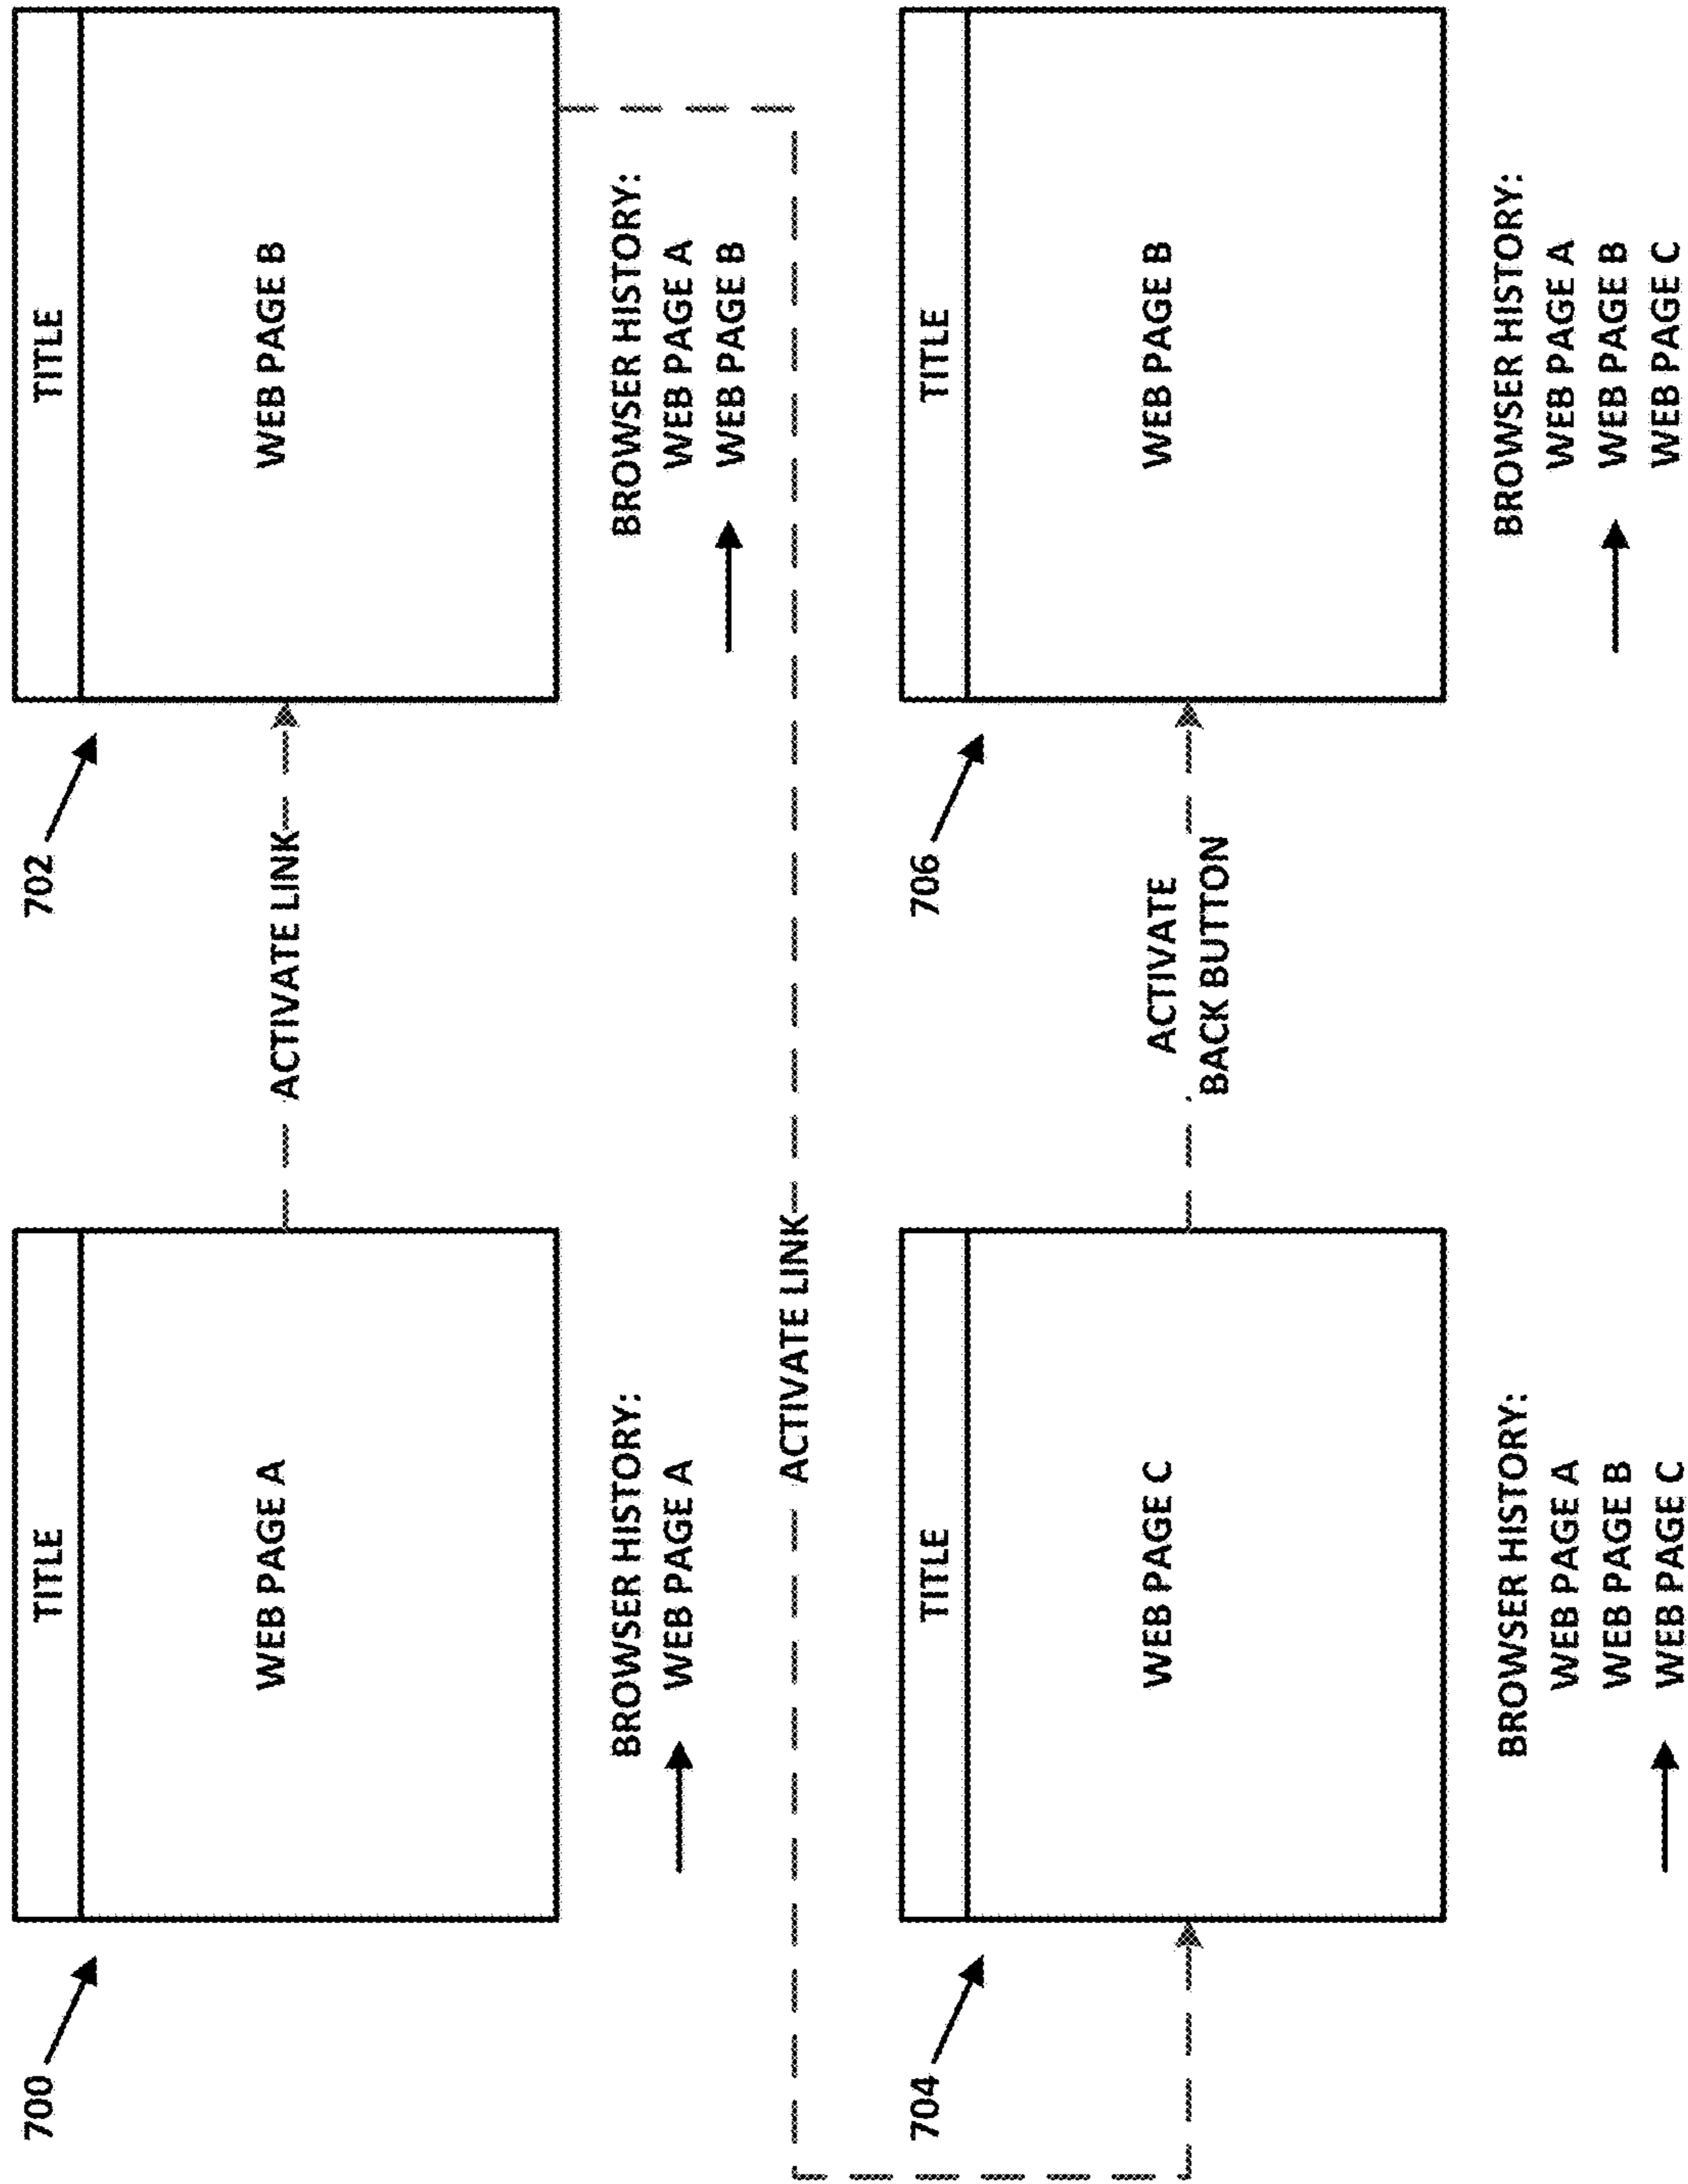 700
TITLE
WEB PAGE A
BROWSER HISTORY:
WEB PAGE A
ACTIVATE LINK
702
TITLE
WEB PAGE B
BROWSER HISTORY:
WEB PAGE A
WEB PAGE B
ACTIVATE LINK
704
TITLE
WEB PAGE C
BROWSER HISTORY:
WEB PAGE A
WEB PAGE B
WEB PAGE C
ACTIVATE
BACK BUTTON
706
TITLE
WEB PAGE B
BROWSER HISTORY:
WEB PAGE A
WEB PAGE B
WEB PAGE C